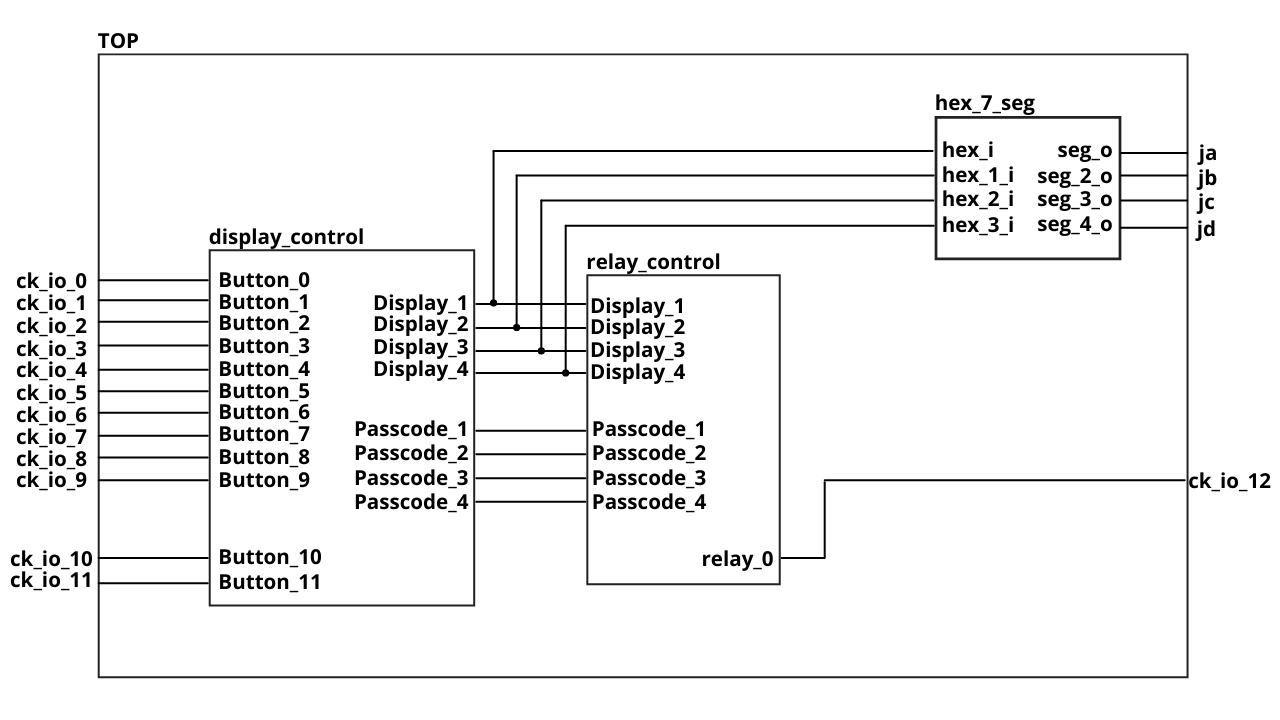 TOP
hex_7_seg
hex_i seg_o ja
hex_1_i seg_2_o jb
hex_2_i seg_3_o jc
hex_3_i seg_4_o jd
display_control
relay_control
ck_io_0 Button_0
ck_io_1 Button_1 Display_1 Display_1
ck_io_2 Button_2 Display_2 Display_2
ck_io_3 Button_3 Display_3 Display_3
ck_io_4 Button_4 Display_4 Display_4
ck_io_5 Button_5
ck_io_6 Button_6
ck_io_7 Button_7 Passcode_1 Passcode_1
ck_io_8 Button_8 Passcode_2 Passcode_2
ck_io_9 Button_9 Passcode_3 Passcode_3 ck_io_12
Passcode_4 Passcode_4
ck_io_10 Button_10 relay_0
ck_io_11 Button_11